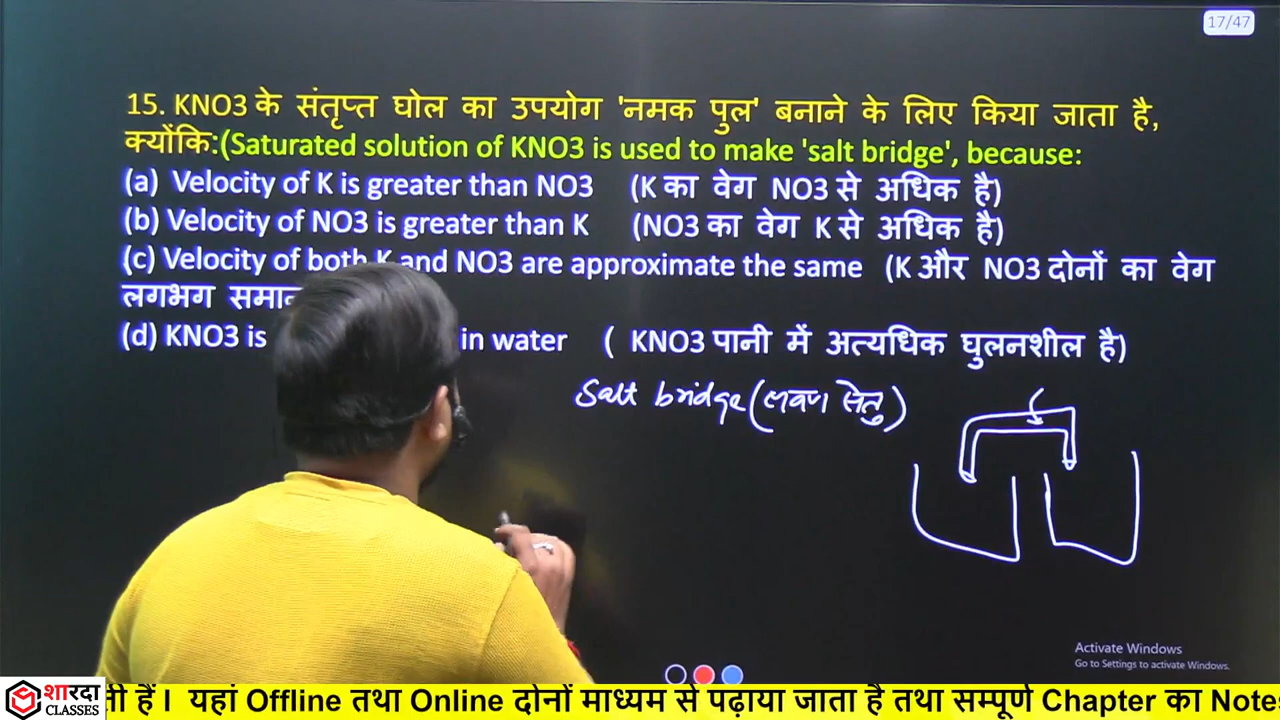 17/47
15. KNO3 के संतृप्त घोल का उपयोग 'नमक पुल' बनाने के लिए किया जाता है,
क्योंकि:(Saturated solution of KNO3 is used to make 'salt bridge', because:
(a) Velocity of K is greater than NO3 (K का वेग NO3 से अधिक है)
(b) Velocity of NO3 is greater than K (NO3 का वेग K से अधिक है)
(c) Velocity of both K and NO3 are approximate the same (K और NO3 दोनों का वेग
लगभग
(d) KNO3 is in water ( KNO3 पानी में अत्यधिक घुलनशील है)
Salt bridge (लवण सेतु)
Activate Windows
Go to Settings to activate Windows.
शारदा
CLASSES
हैं। यहां Offline तथा Online दोनों माध्यम से पढ़ाया जाता है तथा सम्पूर्ण Chapter का